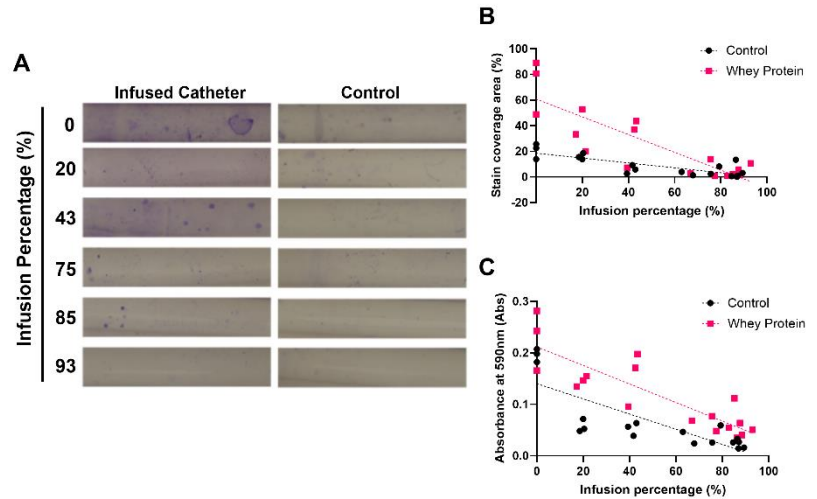 A
Infused Catheter
Control
Infusion Percentage (%)
0
20
43
75
85
93
B
Stain coverage area (%)
100
80
60
40
20
0
-20
20
40
60
80
100
Infusion percentage (%)
Control
Whey Protein
C
Absorbance at 590nm (Abs)
0.3
0.2
0.1
0.0
0
20
40
60
80
100
Infusion percentage (%)
Control
Whey Protein